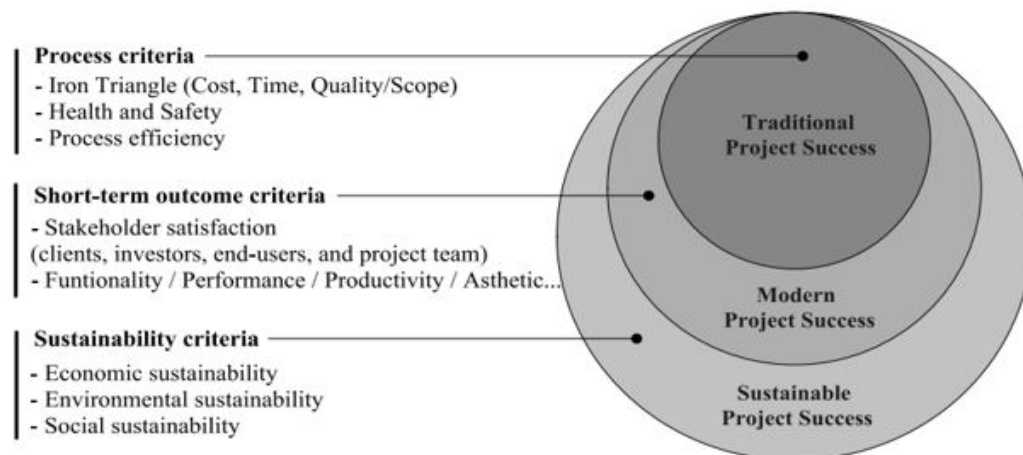 Process criteria
- Iron Triangle (Cost, Time, Quality/Scope)
- Health and Safety
- Process efficiency
Short-term outcome criteria
- Stakeholder satisfaction
(clients, investors, end-users, and project team)
- Funtionality / Performance / Productivity / Asthetic...
Sustainability criteria
- Economic sustainability
- Environmental sustainability
- Social sustainability
Traditional
Project Success
Modern
Project Success
Sustainable
Project Success